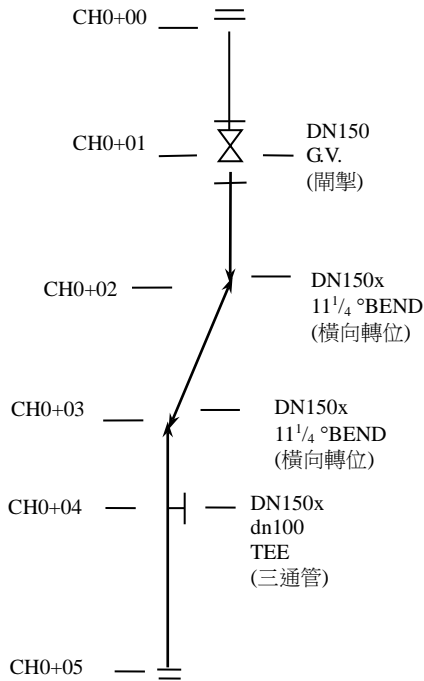 CH0+00
CH0+01
DN150
G.V.
(閘掣)
CH0+02
DN150x
11¹/₄ °BEND
(橫向轉位)
CH0+03
DN150x
11¹/₄ °BEND
(橫向轉位)
CH0+04
DN150x
dn100
TEE
(三通管)
CH0+05